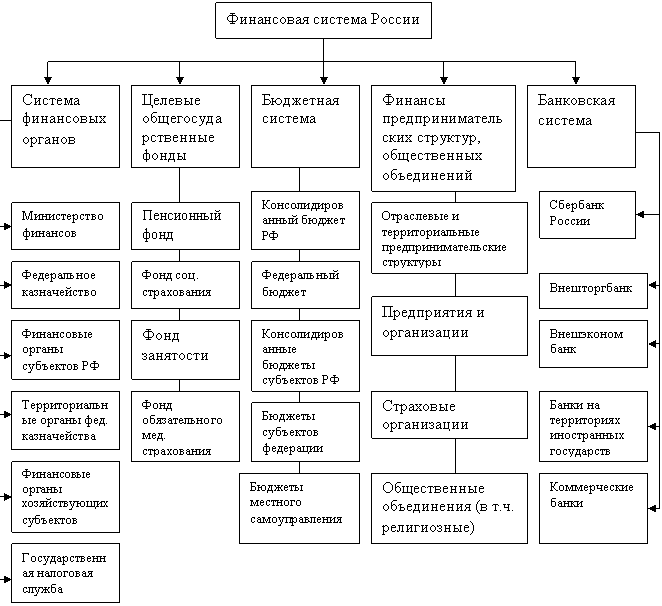 Финансовая система России
Система
финансовых
органов
Целевые
общегосуда
рственные
фонды
Бюджетная
система
Финансы
предприниматель
ских структур,
общественных
объединений
Банковская
система
Министерство
финансов
Федеральное
казначейство
Финансовые
органы
субъектов РФ
Территориаль
ные органы фед.
казначейства
Финансовые
органы
хозяйствующих
субъектов
Государственн
ая налоговая
служба
Пенсионный
фонд
Фонд соц.
страхования
Фонд
занятости
Фонд
обязательного
мед.
страхования
Консолидиров
анный бюджет
РФ
Федеральный
бюджет
Консолидиров
анные
бюджеты
субъектов РФ
Бюджеты
субъектов
федерации
Бюджеты
местного
самоуправления
Отраслевые и
территориальные
предпринимательские
структуры
Предприятия и
организации
Страховые
организации
Общественные
объединения (в т.ч.
религиозные)
Сбербанк
России
Внешторгбанк
Внешэконом
банк
Банки на
территориях
иностранных
государств
Коммерческие
банки